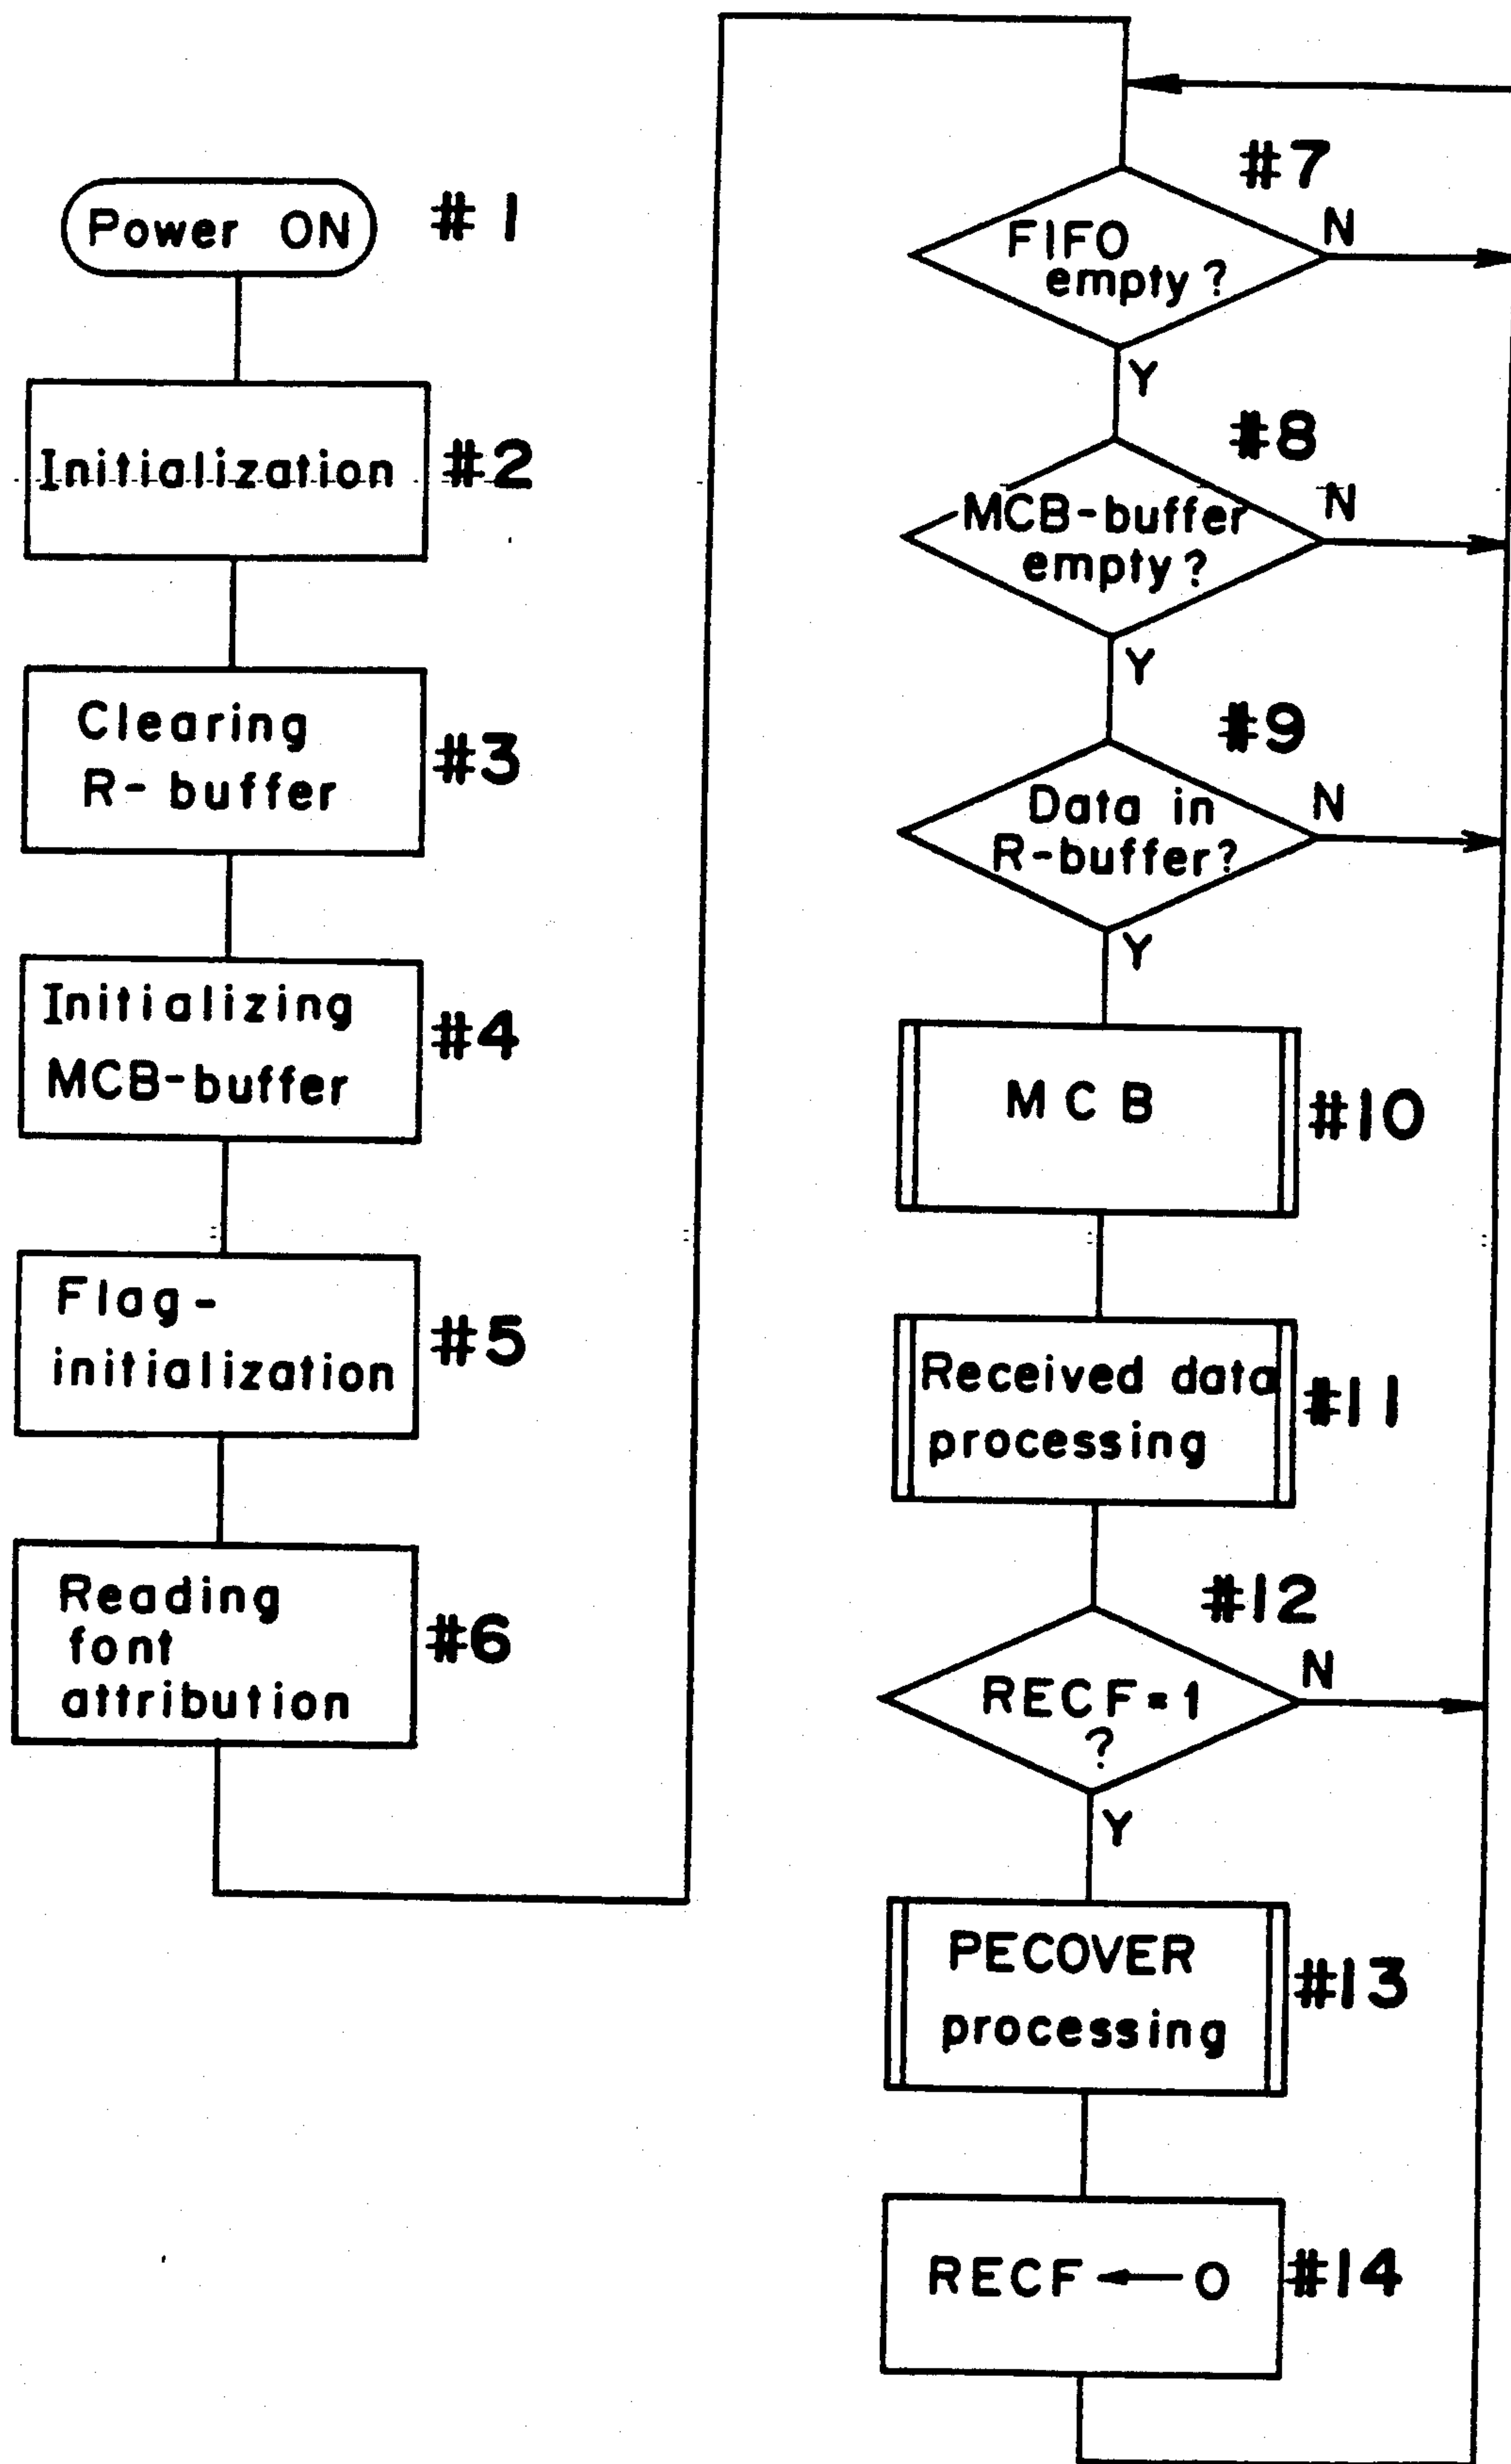 Power ON #1
Initialization #2
Clearing
R-buffer #3
Initializing
MCB-buffer #4
Flag-
initialization #5
Reading
font
attribution #6
#7
FIFO
empty?
N
Y
#8
MCB-buffer
empty?
N
Y
#9
Data in
R-buffer?
N
Y
MCB #10
Received data
processing #11
#12
RECF=1
?
N
Y
PECOVER
processing #13
RECF ← 0 #14